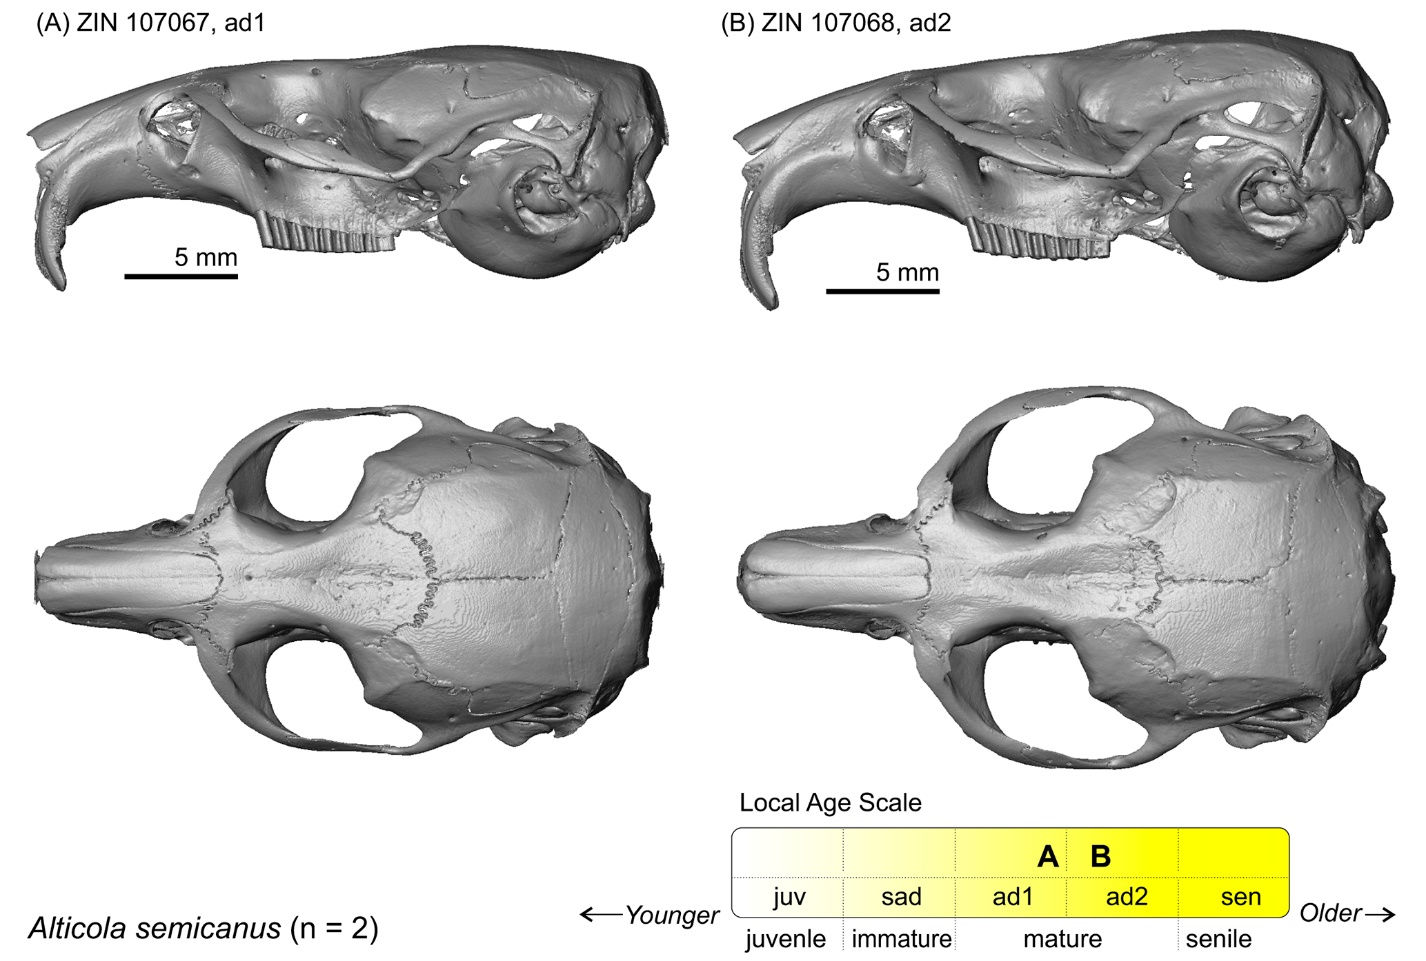 (A) ZIN 107067, ad1
(B) ZIN 107068, ad2
5 mm
5 mm
Local Age Scale
A B
juv sad ad1 ad2 sen
Younger
Older
juvenle immature mature senile
Alticola semicanus (n = 2)